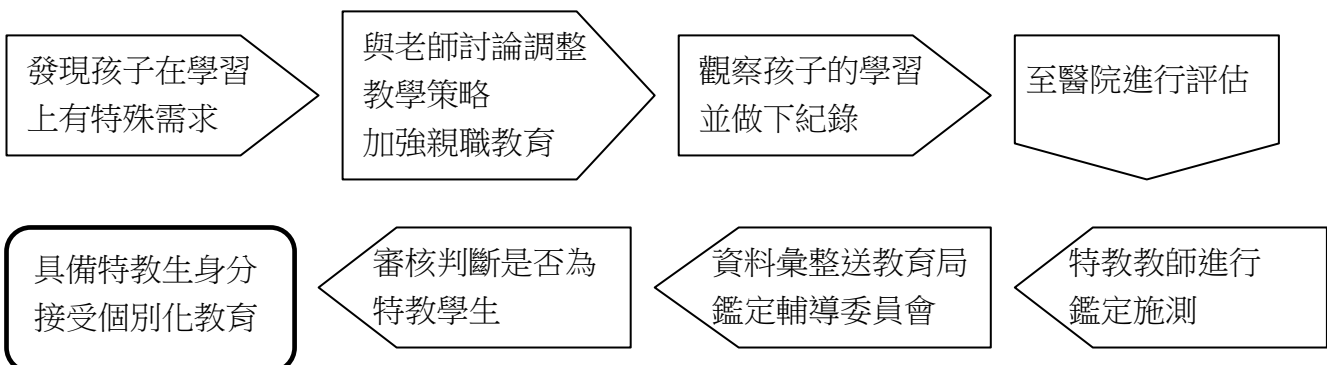 發現孩子在學習
上有特殊需求
與老師討論調整
教學策略
加強親職教育
觀察孩子的學習
並做下紀錄
至醫院進行評估
特教教師進行
鑑定施測
資料彙整送教育局
鑑定輔導委員會
審核判斷是否為
特教學生
具備特教生身分
接受個別化教育